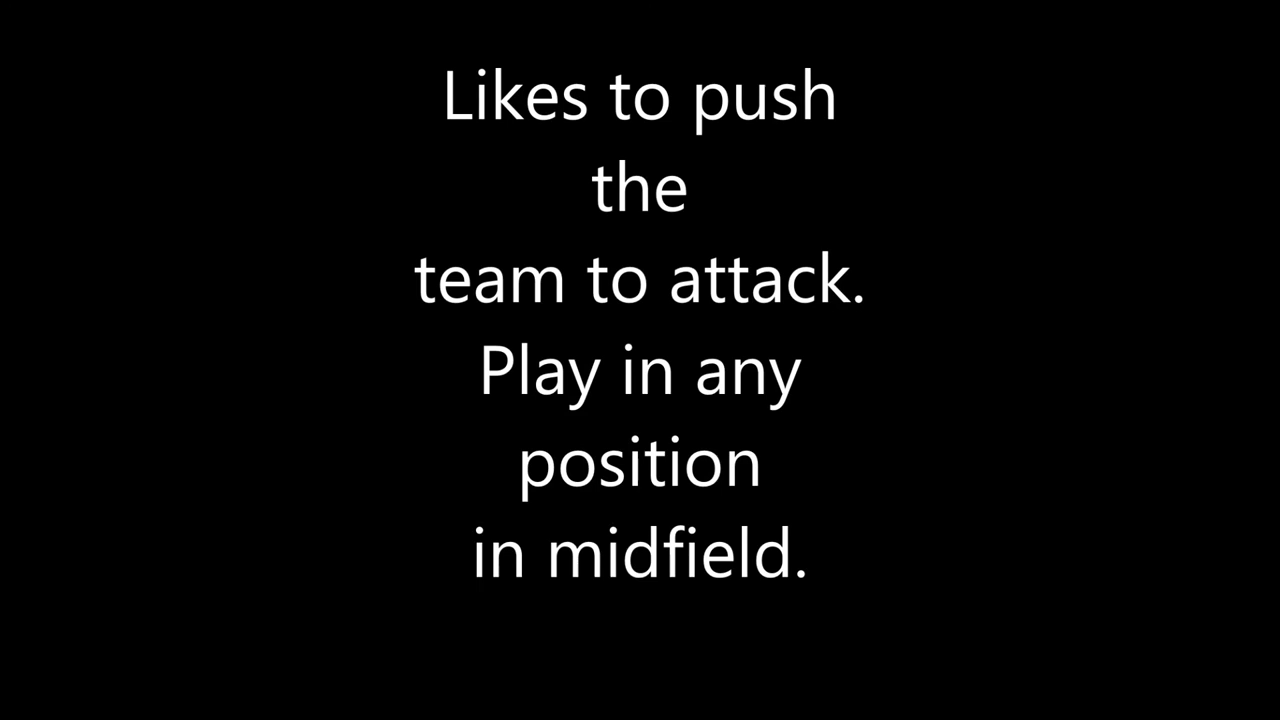 Likes to push
the
team to attack.
Play in any
position
in midfield.